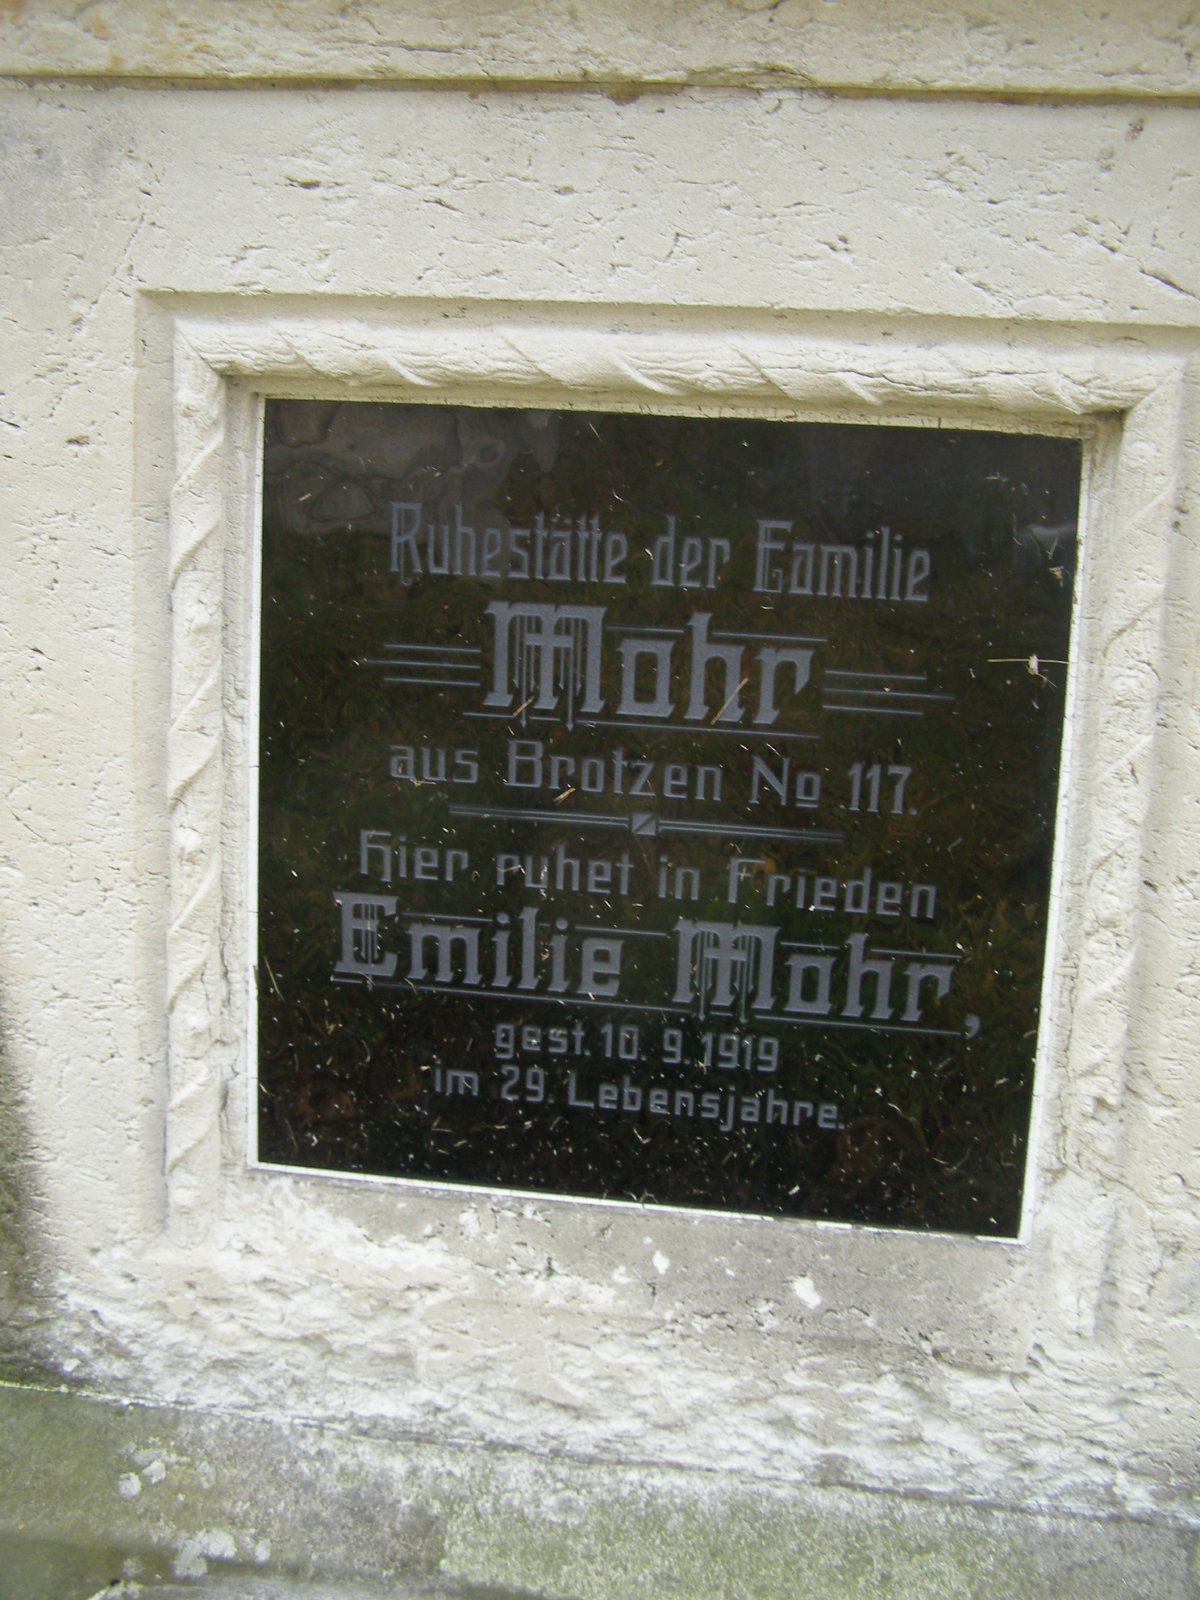 Ruhestätte der Familie
Mohr
aus Brotzen No 117.
Hier ruhet in Frieden
Emilie Mohr,
gest. 10. 9. 1919
im 29. Lebensjahre.